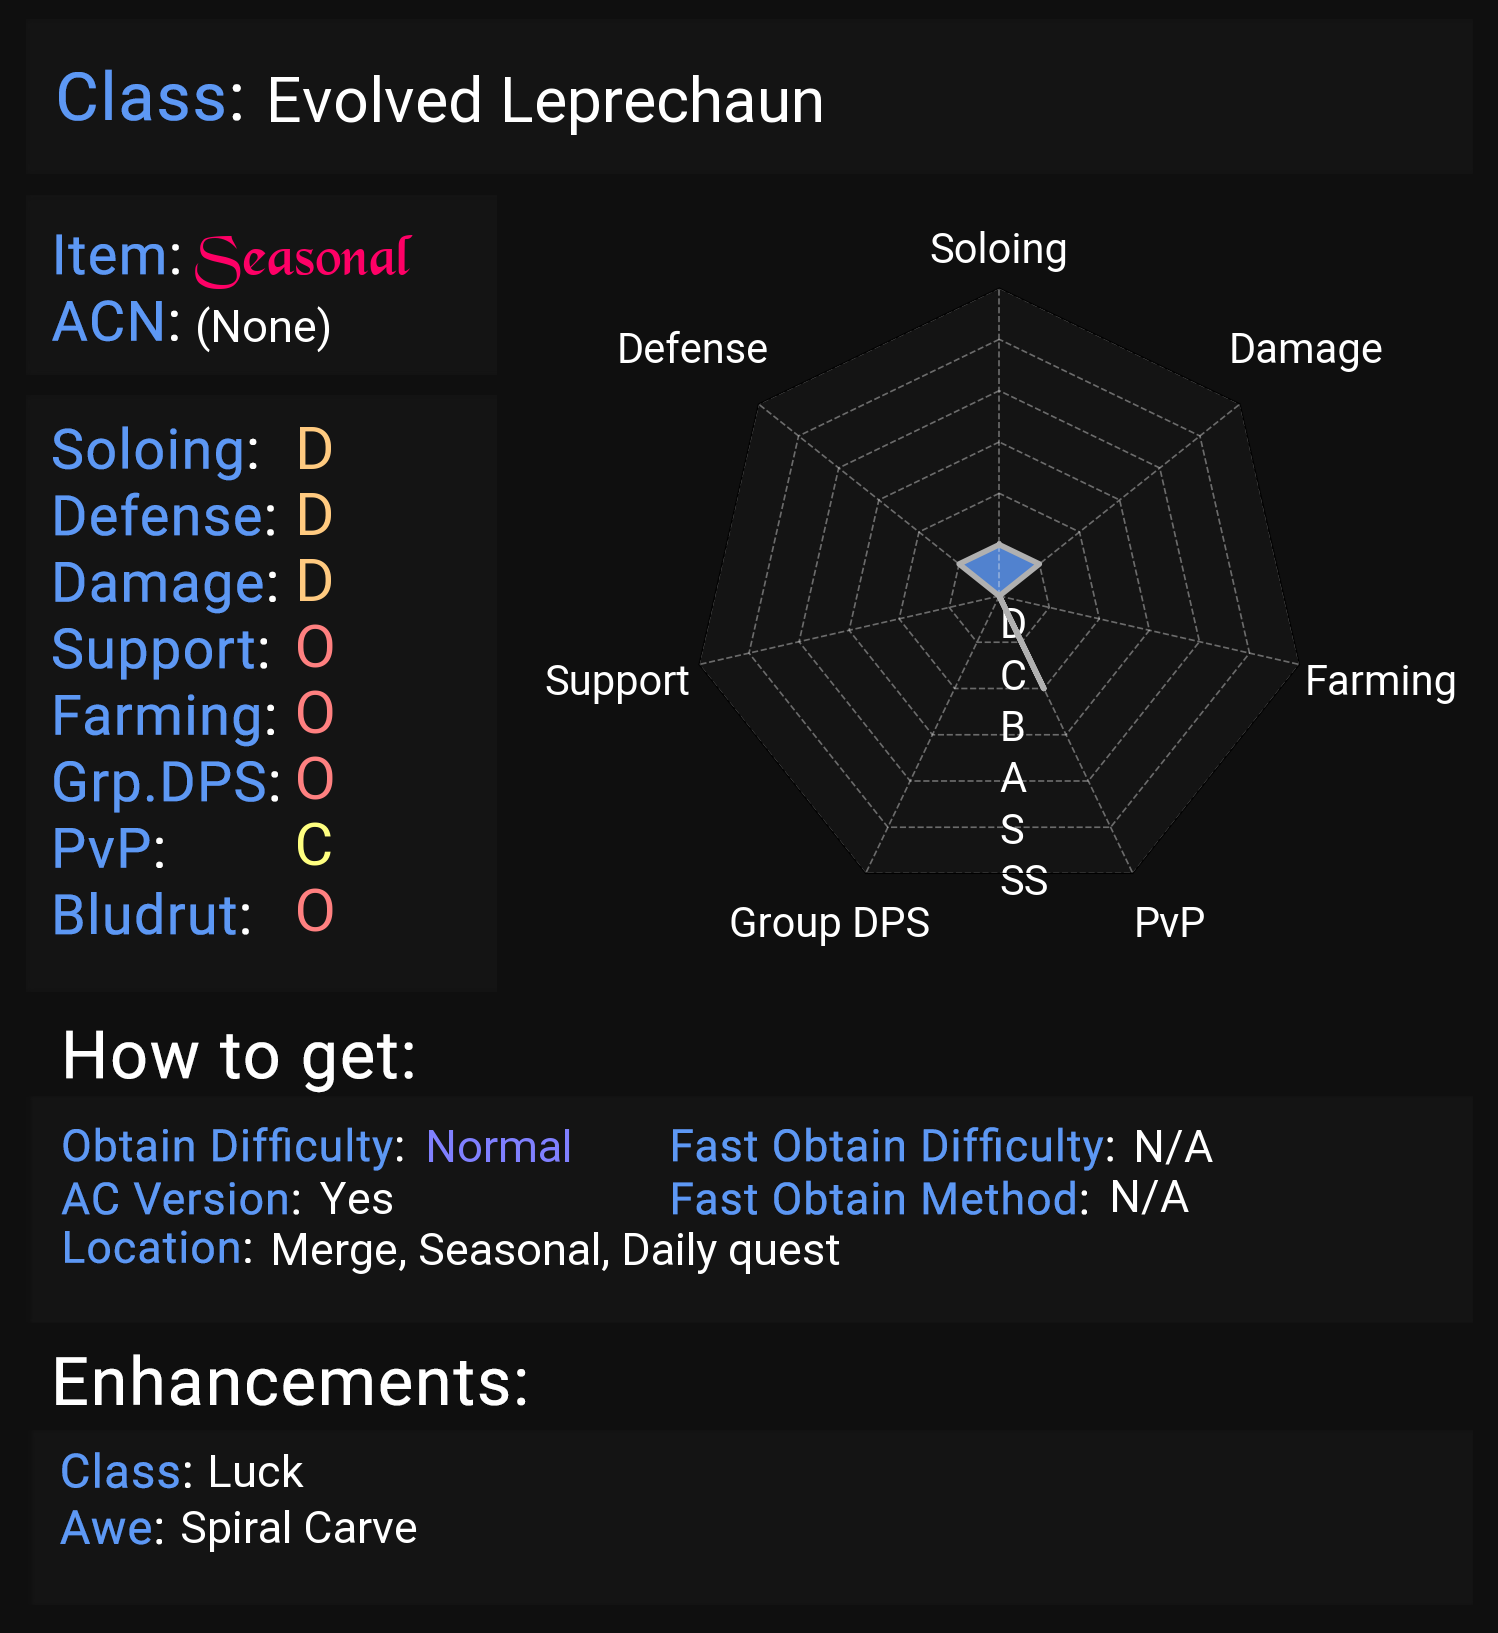 Class: Evolved Leprechaun
Item: Seasonal
ACN: (None)
Soloing: D
Defense: D
Damage: D
Support: O
Farming: O
Grp.DPS: O
PvP: C
Bludrut: O
Soloing
Defense
Damage
Support
Farming
Group DPS
PvP
D
C
B
A
S
SS
How to get:
Obtain Difficulty: Normal
Fast Obtain Difficulty: N/A
AC Version: Yes
Fast Obtain Method: N/A
Location: Merge, Seasonal, Daily quest
Enhancements:
Class: Luck
Awe: Spiral Carve